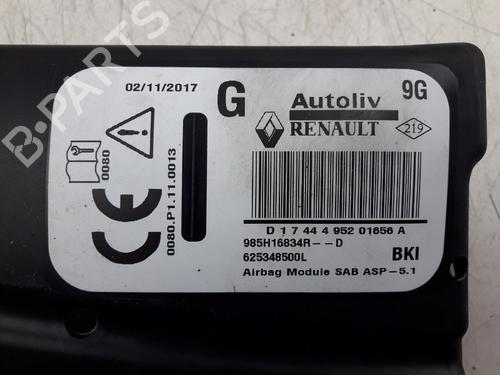 02/11/2017
G
Autoliv
9G
RENAULT
219
0080
0080.P1.11.0013
CE
D 1 7 44 4 952 01656 A
985H16834R--D
625348500L
BKI
Airbag Module SAB ASP-5.1
B-PARTS